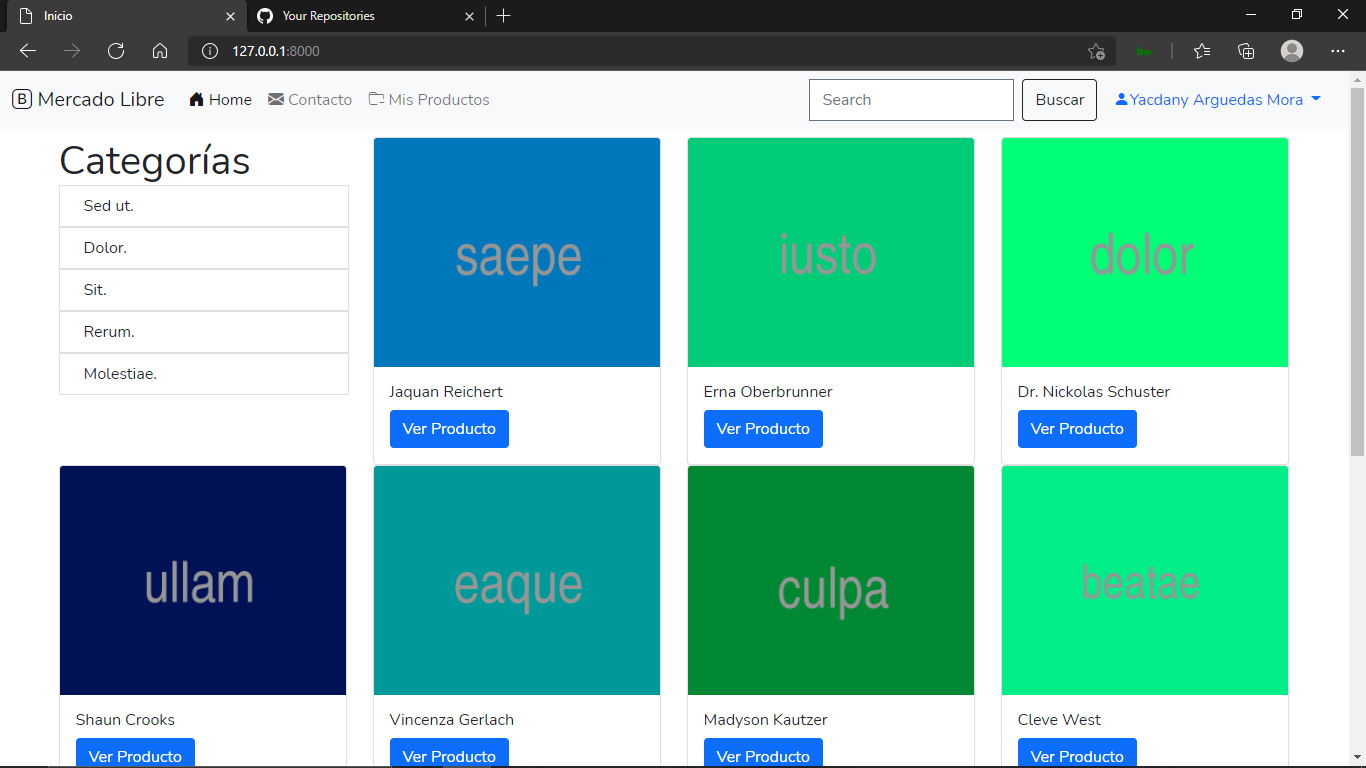 Inicio
Your Repositories
127.0.0.1:8000
bw
B Mercado Libre
Home
Contacto
Mis Productos
Search
Buscar
Yacdany Arguedas Mora
Categorías
Sed ut.
Dolor.
Sit.
Rerum.
Molestiae.
saepe
Jaquan Reichert
Ver Producto
iusto
Erna Oberbrunner
Ver Producto
dolor
Dr. Nickolas Schuster
Ver Producto
ullam
Shaun Crooks
Ver Producto
eaque
Vincenza Gerlach
Ver Producto
culpa
Madyson Kautzer
Ver Producto
beatae
Cleve West
Ver Producto